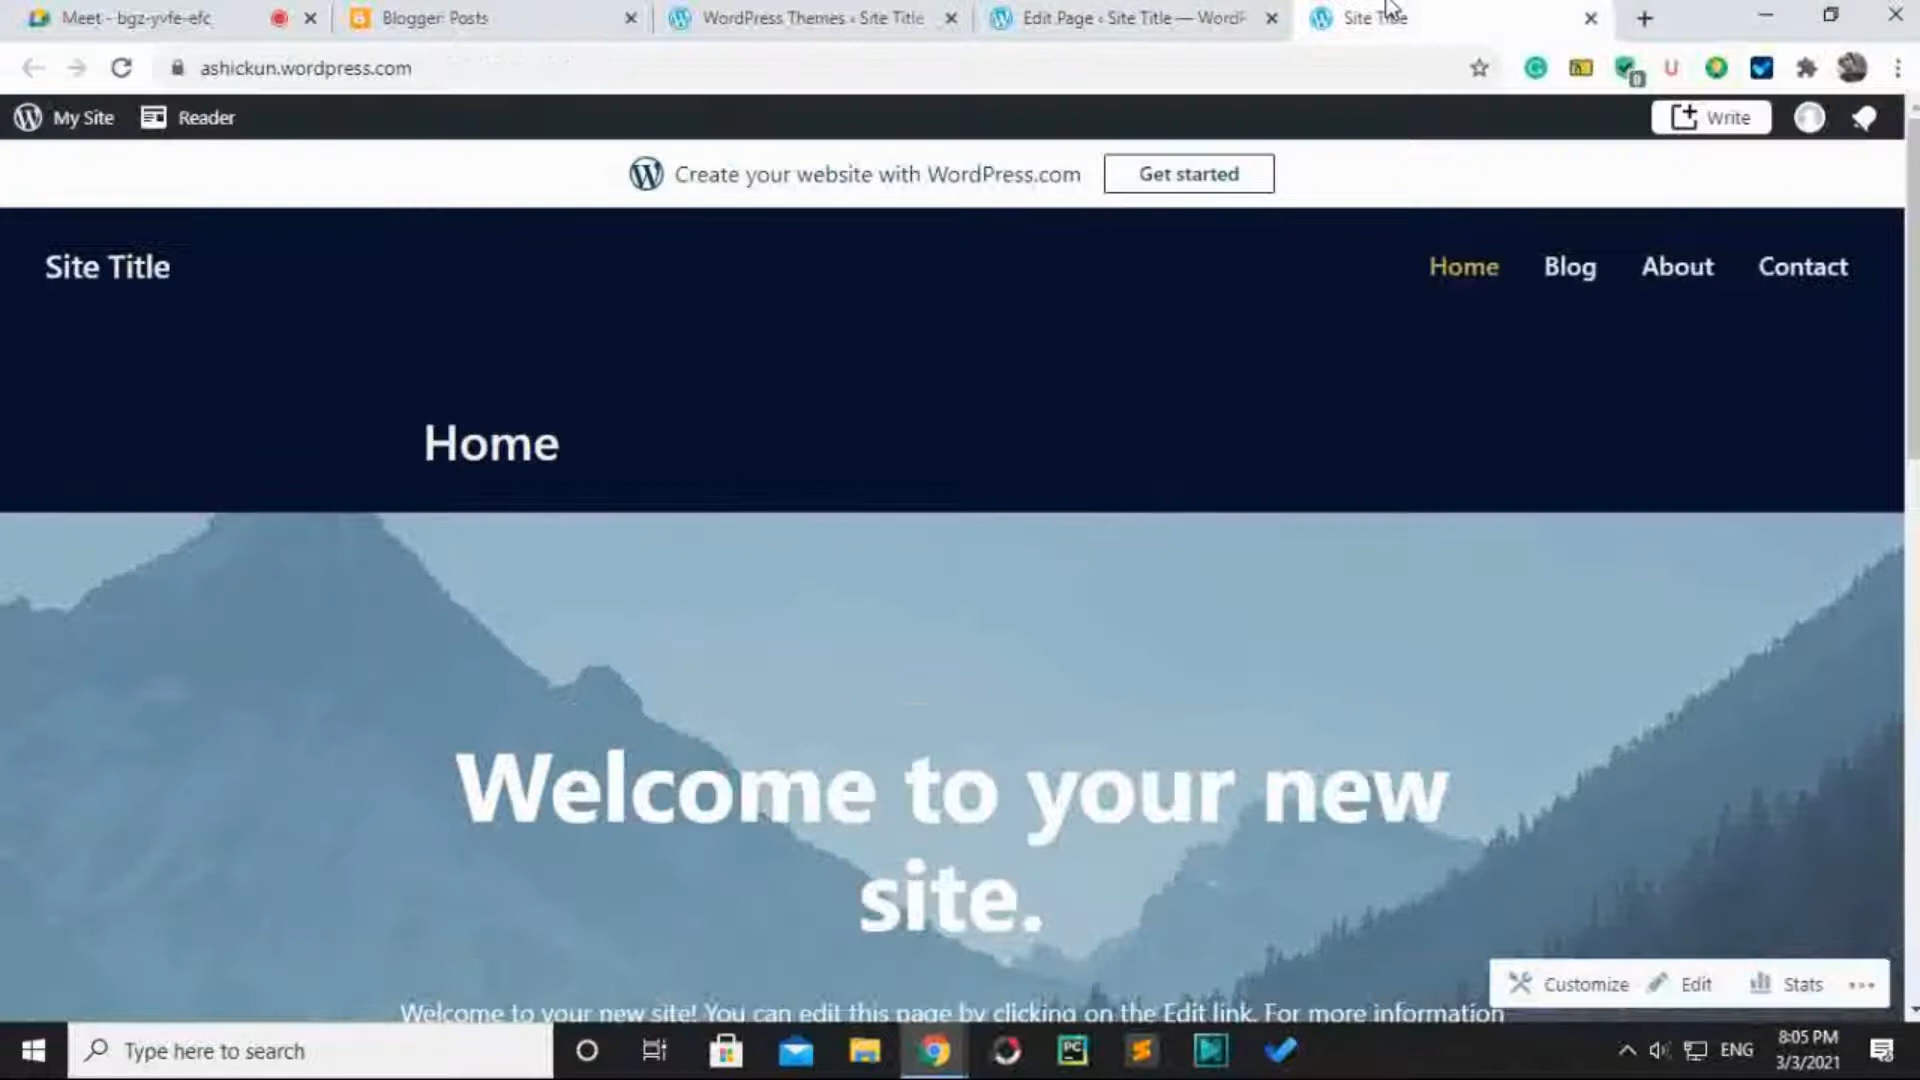 Meet - bgz-yvfe-efc
Blogger: Posts
WordPress Themes ‹ Site Title
Edit Page ‹ Site Title — WordP
Site Title
ashickun.wordpress.com
My Site
Reader
Write
Create your website with WordPress.com
Get started
Site Title
Home
Blog
About
Contact
Home
Welcome to your new
site.
Welcome to your new site! You can edit this page by clicking on the Edit link. For more information
Customize
Edit
Stats
Type here to search
PC
ENG
8:05 PM
3/3/2021